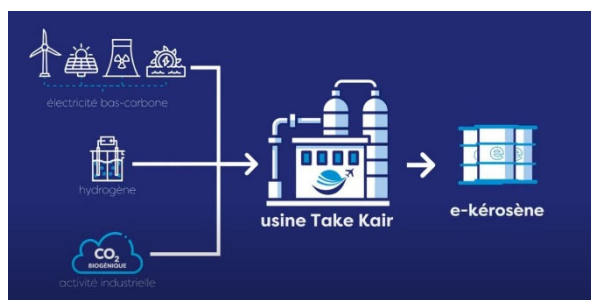 électricité bas-carbone
hydrogène
CO₂
BIOGÉNIQUE
activité industrielle
usine Take Kair
e
e-kérosène